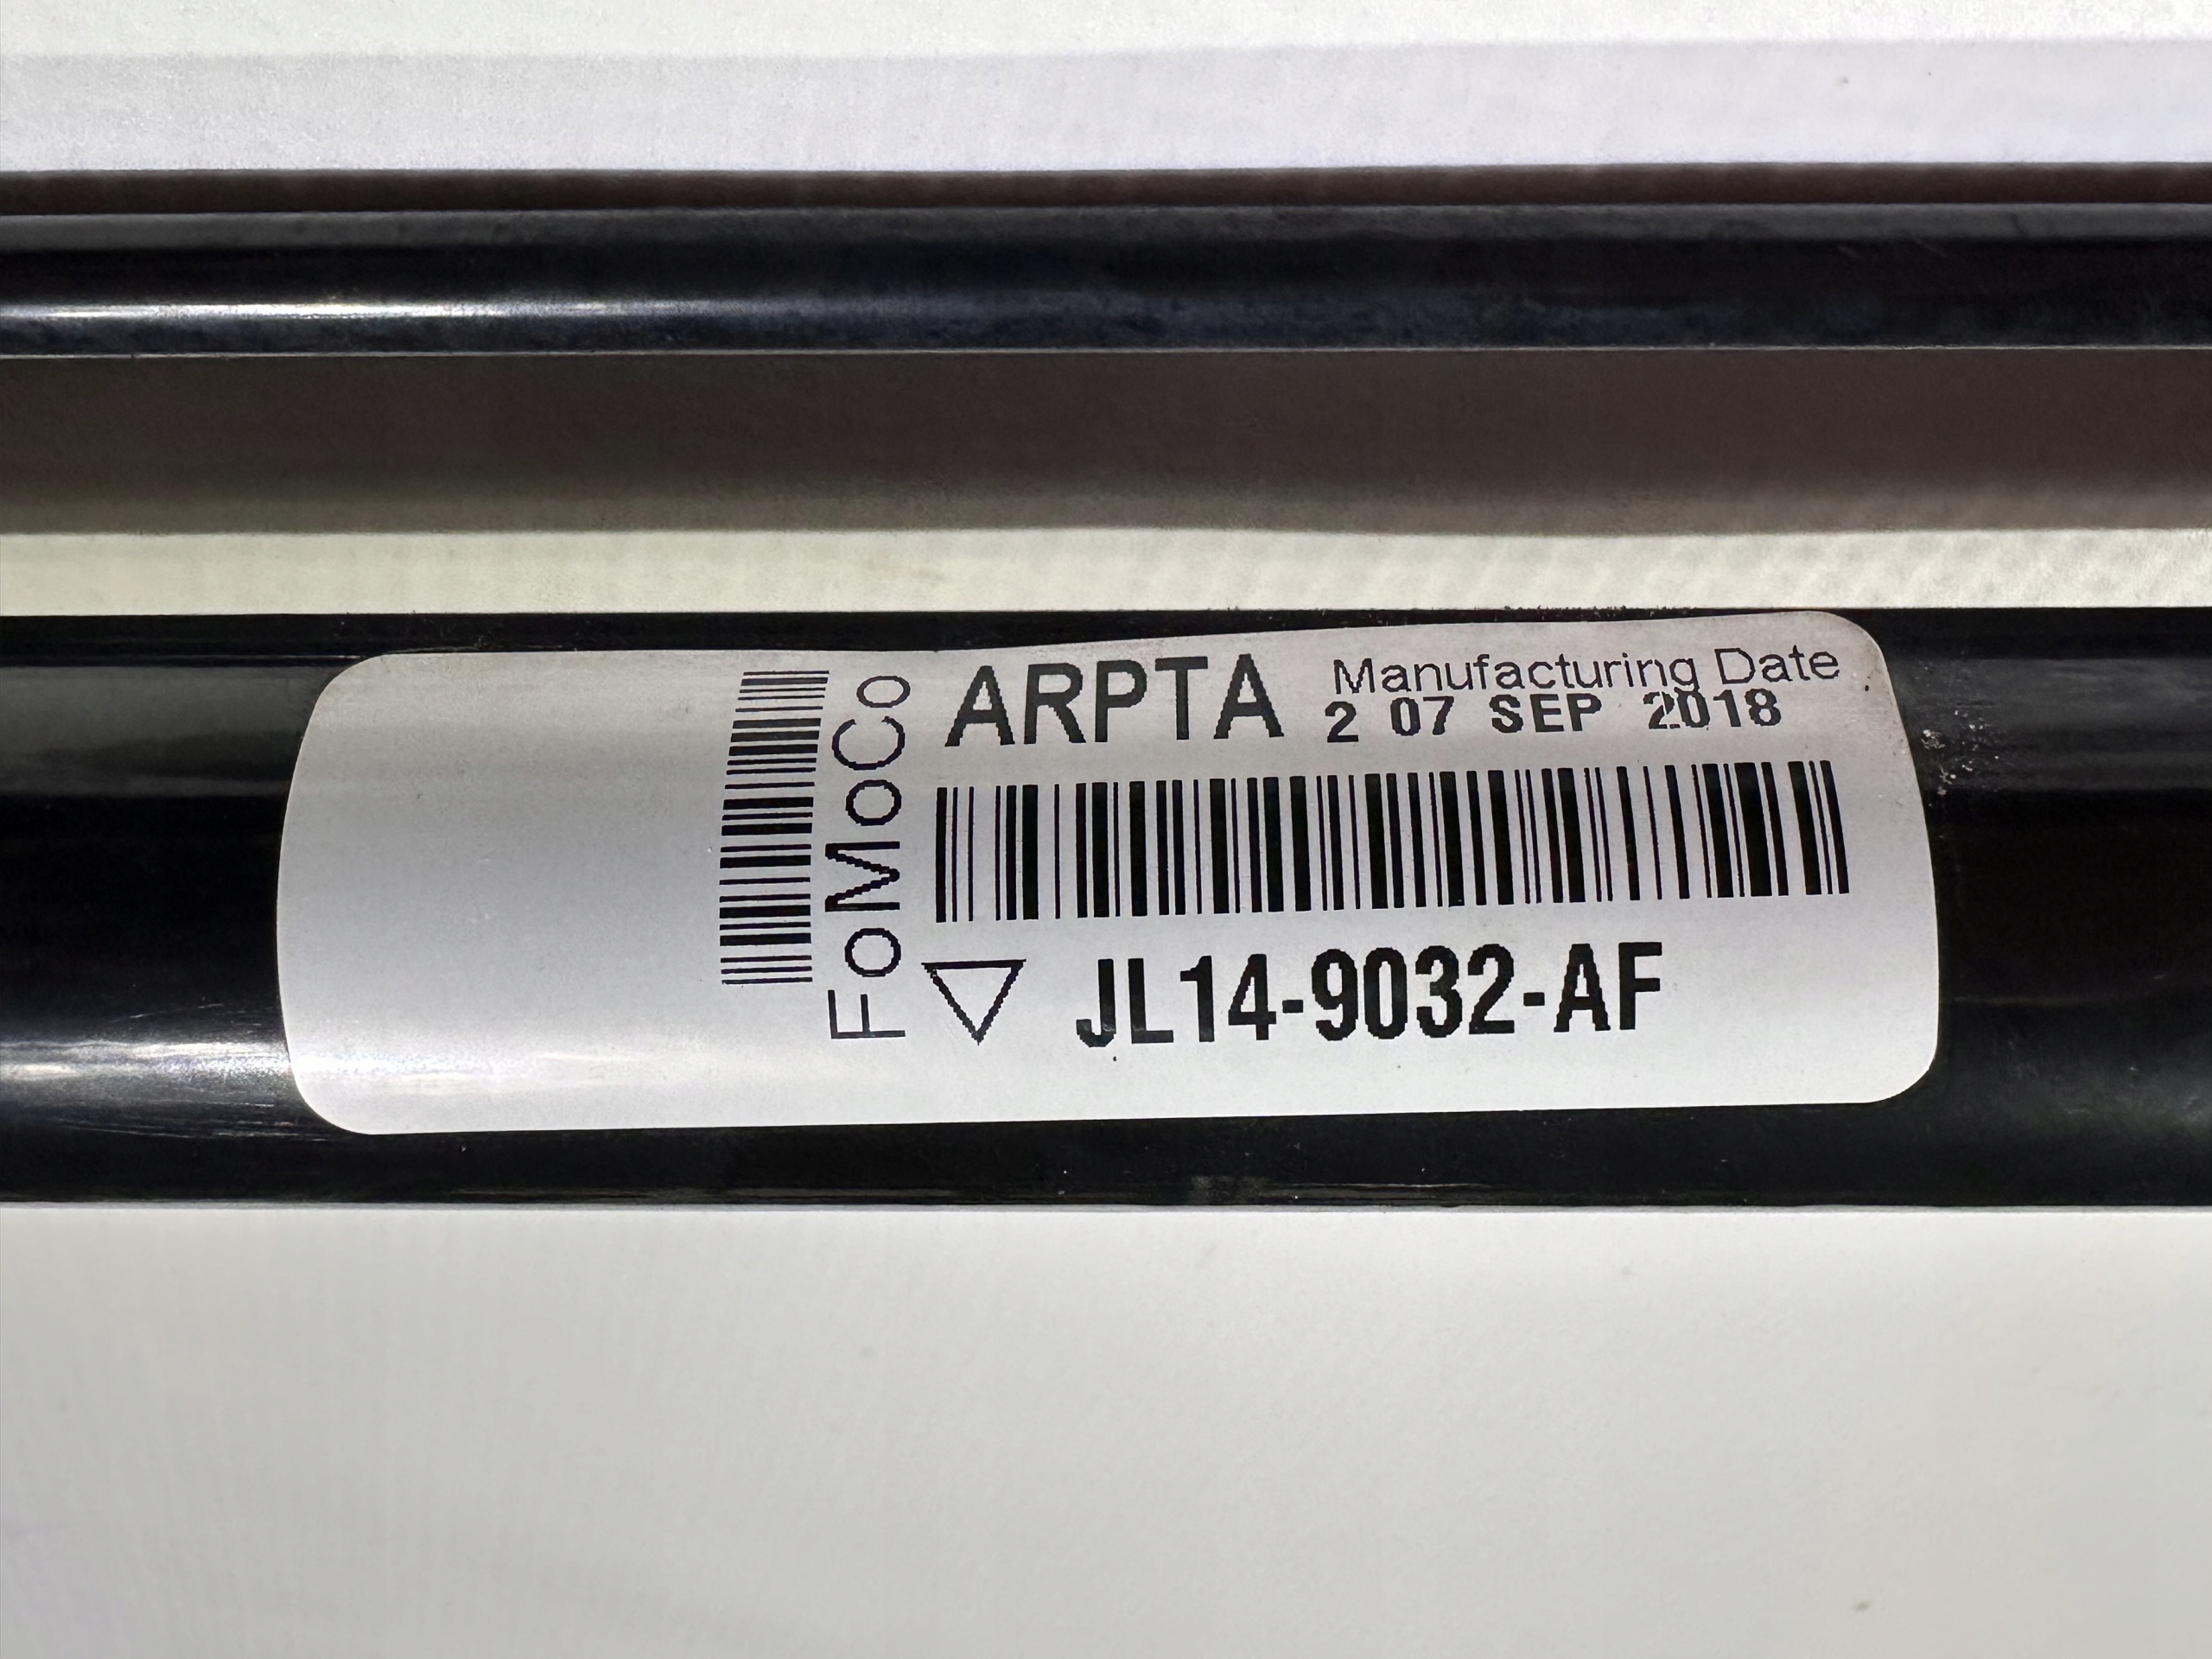 FoMoCo
ARPTA
Manufacturing Date
2 07 SEP 2018
JL14-9032-AF